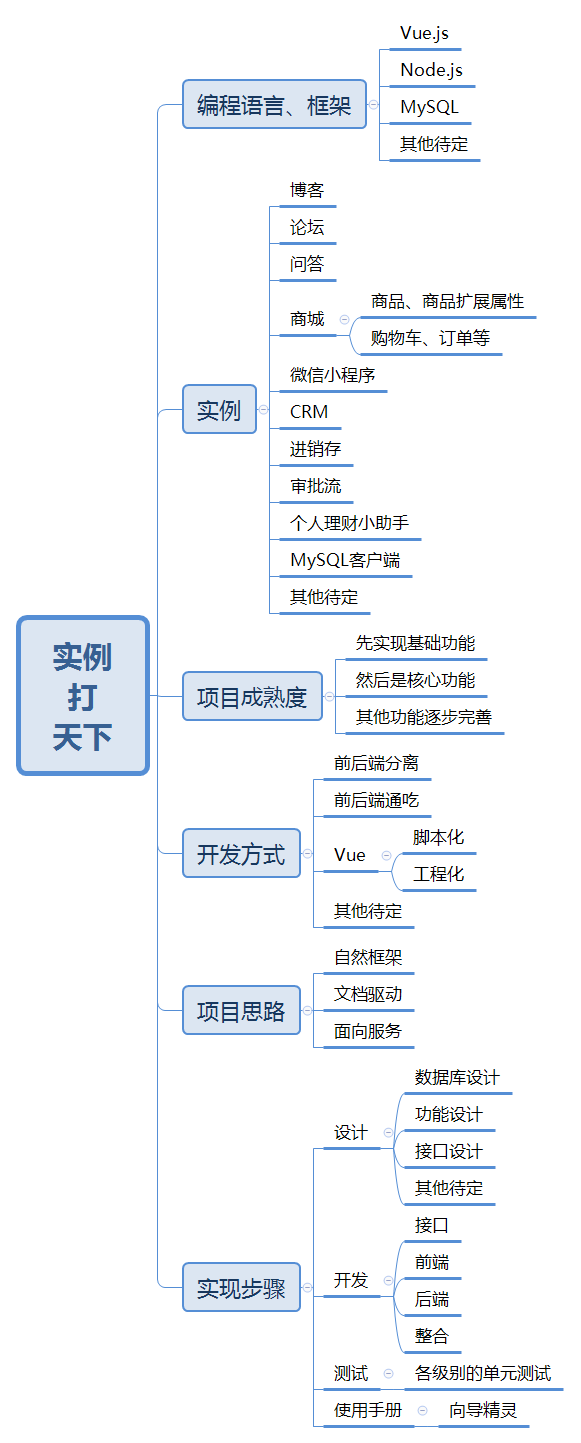 Vue.js
Node.js
编程语言、框架
MySQL
其他待定
博客
论坛
问答
商城
商品、商品扩展属性
购物车、订单等
微信小程序
实例
CRM
进销存
审批流
个人理财小助手
MySQL客户端
其他待定
实例
打
天下
先实现基础功能
项目成熟度
然后是核心功能
其他功能逐步完善
前后端分离
前后端通吃
开发方式
Vue
脚本化
工程化
其他待定
自然框架
项目思路
文档驱动
面向服务
设计
数据库设计
功能设计
接口设计
其他待定
实现步骤
开发
接口
前端
后端
整合
测试
各级别的单元测试
使用手册
向导精灵